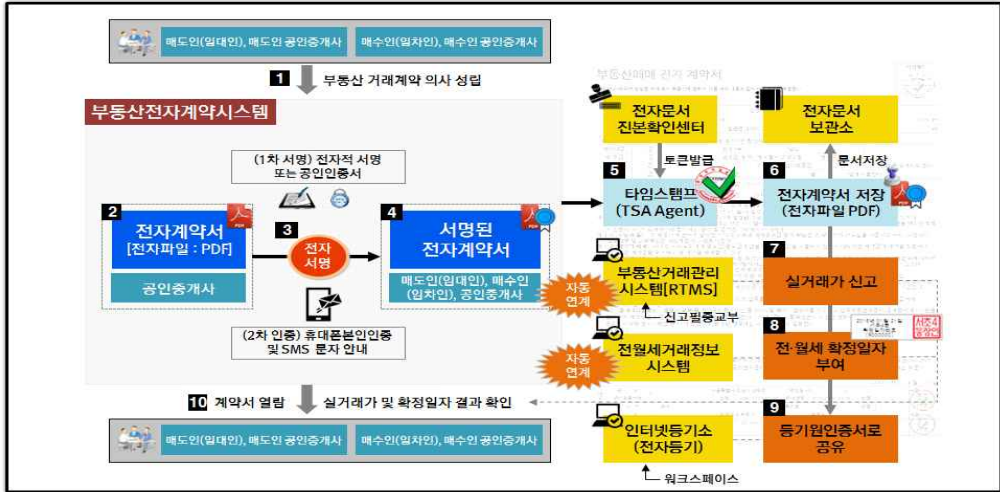 매도인(임대인), 매도인 공인중개사
매수인(임차인), 매수인 공인중개사
1 부동산 거래계약 의사 성립
부동산전자계약시스템
(1차 서명) 전자적 서명
또는 공인인증서
2
PDF
전자계약서
[전자파일 : PDF]
공인중개사
3
전자
서명
4
서명된
전자계약서
매도인(임대인), 매수인
(임차인), 공인중개사
(2차 인증) 휴대폰본인인증
및 SMS 문자 안내
부동산매매 전자 계약서
전자문서
진본확인센터
전자문서
보관소
토큰발급
문서저장
5
타임스탬프
(TSA Agent)
6
전자계약서 저장
(전자파일 PDF)
PDF
자동
연계
부동산거래관리
시스템[RTMS]
신고필증교부
7
실거래가 신고
자동
연계
전월세거래정보
시스템
8
전·월세 확정일자
부여
인터넷등기소
(전자등기)
워크스페이스
9
등기원인증서로
공유
10 계약서 열람
실거래가 및 확정일자 결과 확인
매도인(임대인), 매도인 공인중개사
매수인(임차인), 매수인 공인중개사